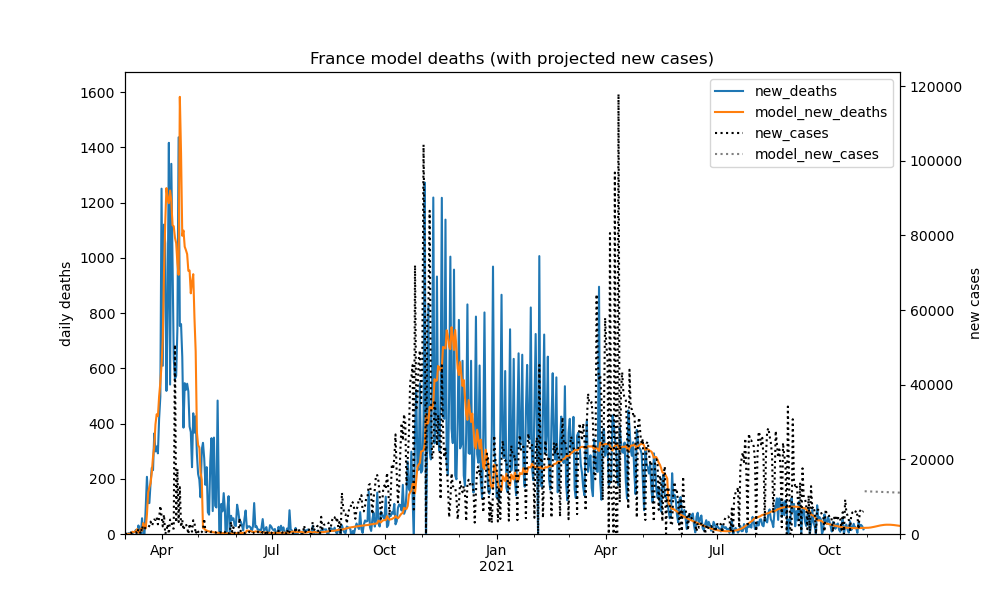 France model deaths (with projected new cases)
1600
1400
1200
1000
800
600
400
200
0
daily deaths
120000
100000
80000
60000
40000
20000
0
new cases
new_deaths
model_new_deaths
new_cases
model_new_cases
Apr
Jul
Oct
Jan
2021
Apr
Jul
Oct